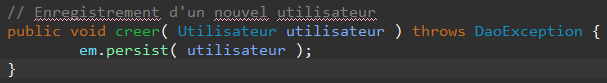 // Enregistrement d'un nouvel utilisateur
public void creer( Utilisateur utilisateur ) throws DaoException {
        em.persist( utilisateur );
}